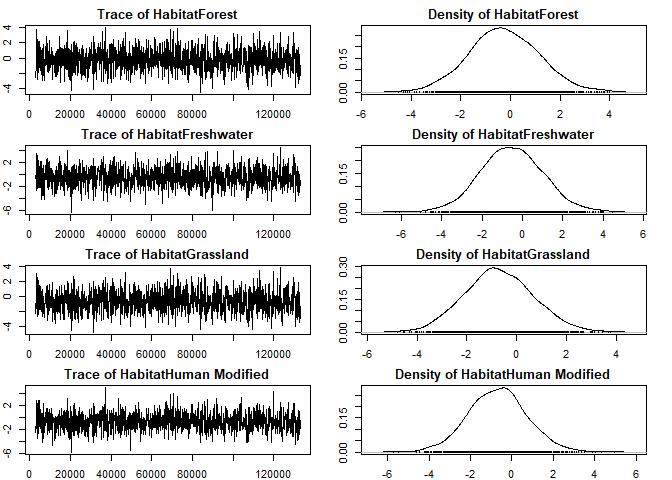 Trace of HabitatForest
Density of HabitatForest
4
0
-4
0 20000 40000 60000 80000 120000
0.15
0.00
-6 -4 -2 0 2 4
Trace of HabitatFreshwater
Density of HabitatFreshwater
2
-2
-6
0 20000 40000 60000 80000 120000
0.15
0.00
-6 -4 -2 0 2 4 6
Trace of HabitatGrassland
Density of HabitatGrassland
4
0
-4
0 20000 40000 60000 80000 120000
0.30
0.15
0.00
-6 -4 -2 0 2 4
Trace of HabitatHuman Modified
Density of HabitatHuman Modified
2
-2
-6
0 20000 40000 60000 80000 120000
0.15
0.00
-4 -2 0 2 4 6